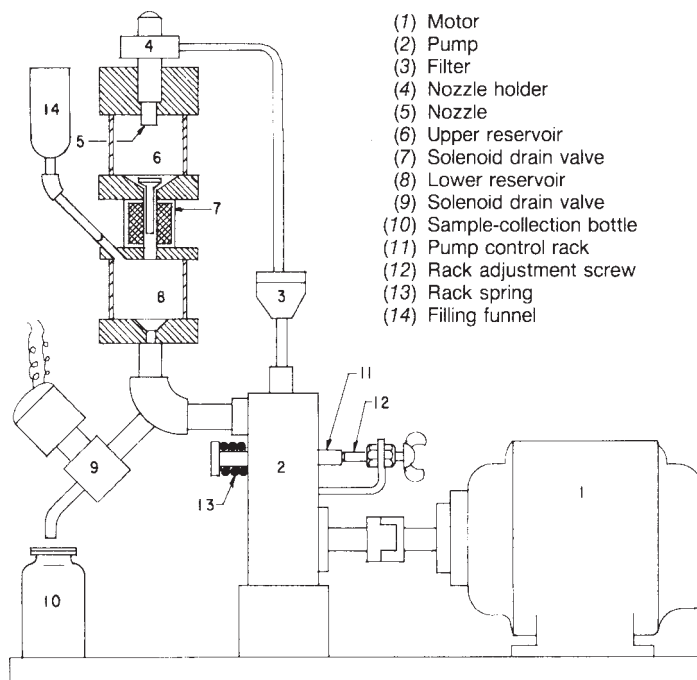 (1) Motor
(2) Pump
(3) Filter
(4) Nozzle holder
(5) Nozzle
(6) Upper reservoir
(7) Solenoid drain valve
(8) Lower reservoir
(9) Solenoid drain valve
(10) Sample-collection bottle
(11) Pump control rack
(12) Rack adjustment screw
(13) Rack spring
(14) Filling funnel
4
14
5
6
7
3
8
11
12
9
2
13
1
10